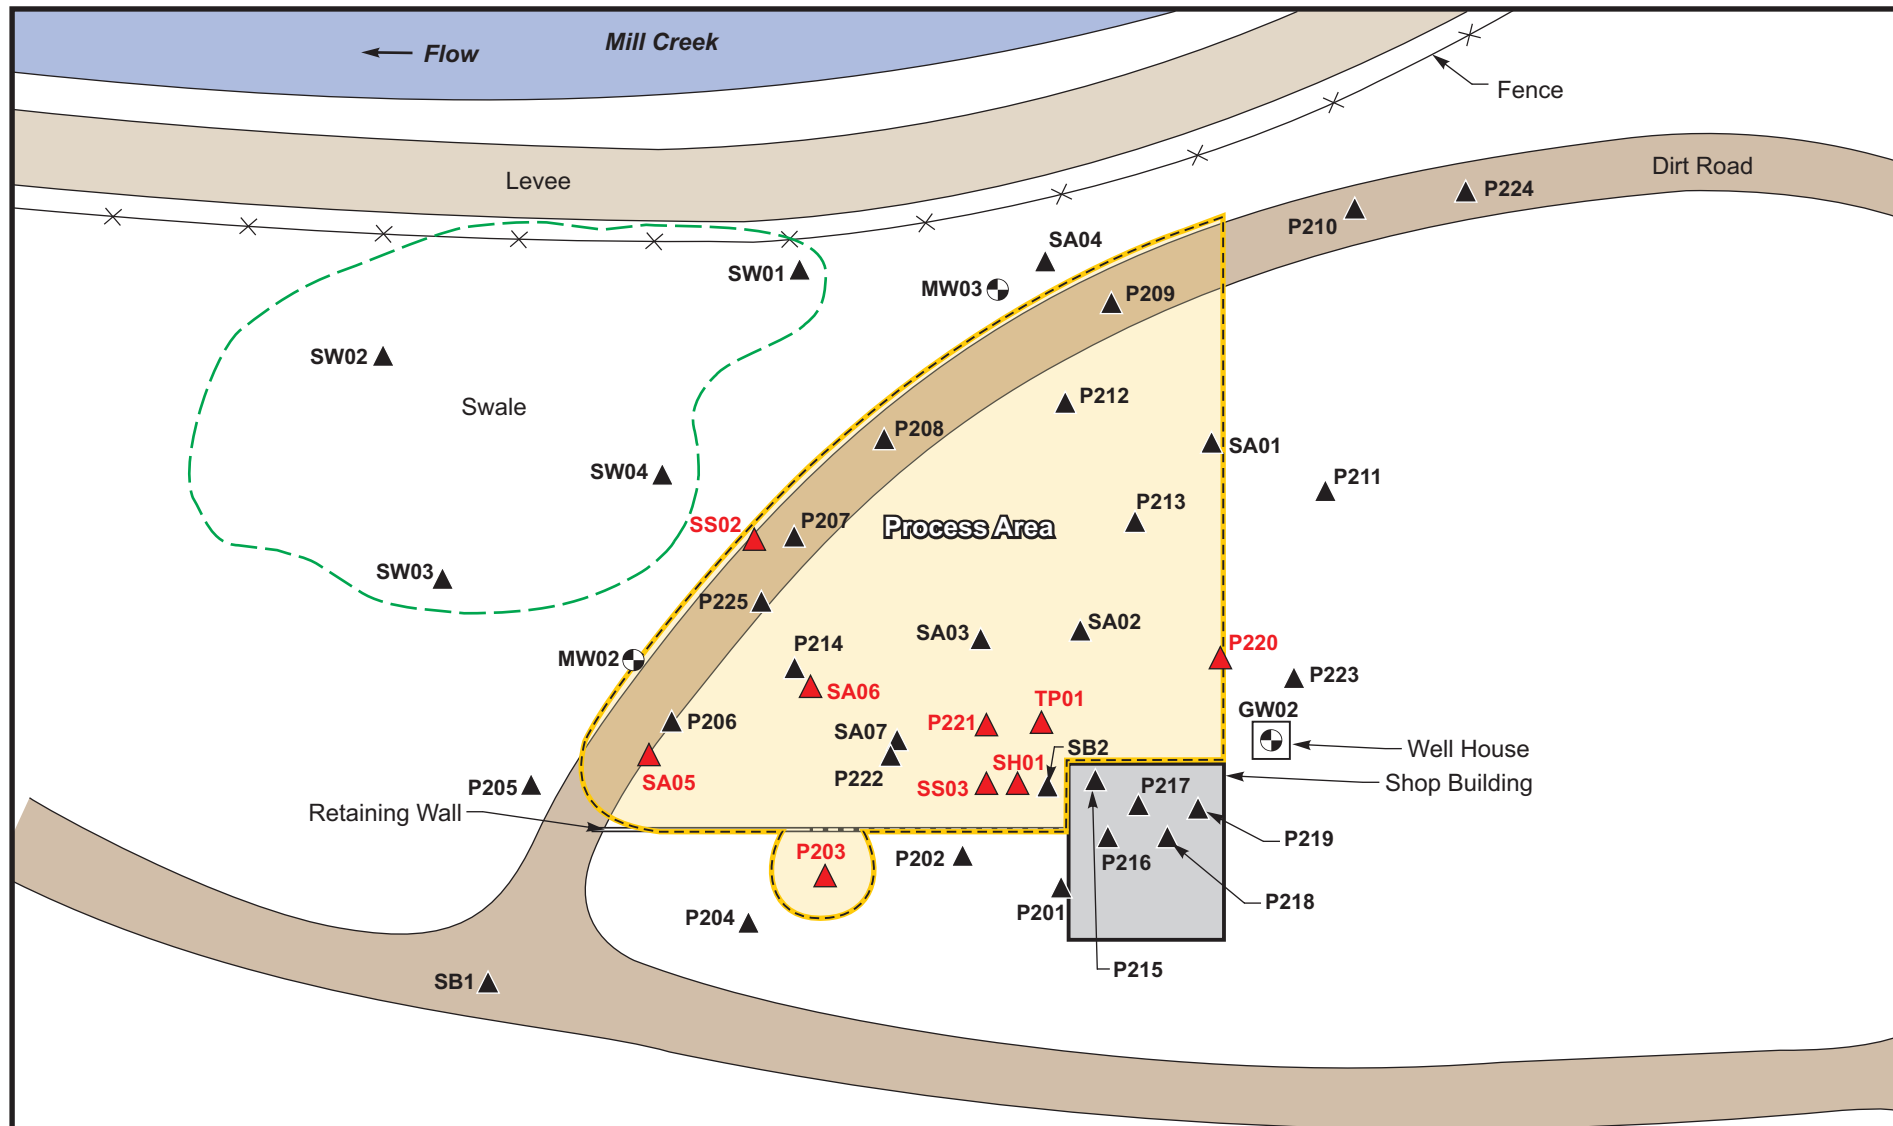 Mill Creek
Flow
Fence
Dirt Road
Levee
P224
P210
SA04
SW01
MW03
P209
SW02
P212
Swale
P208
SA01
SW04
P211
P213
SS02
P207
Process Area
SW03
P225
SA03
SA02
P214
P220
MW02
P223
SA06
TP01
GW02
P206
P221
SA07
SB2
Well House
SH01
P222
SA05
SS03
Shop Building
P205
P217
Retaining Wall
P219
P203
P202
P216
P218
P201
P204
P215
SB1